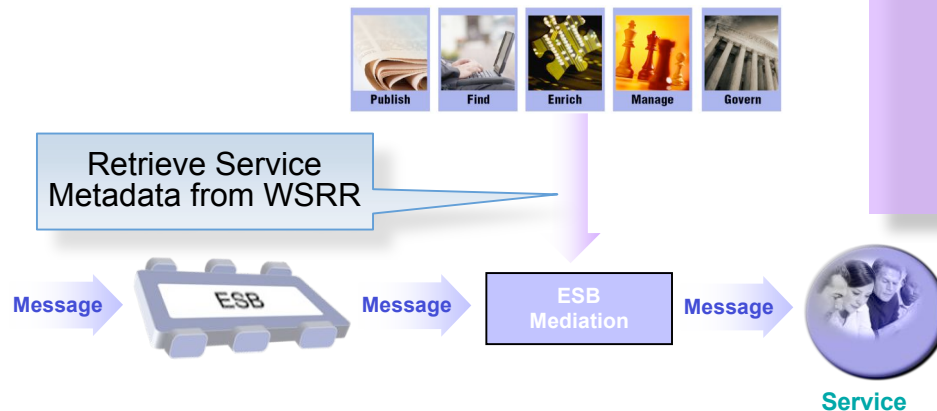 Publish
Find
Enrich
Manage
Govern
Retrieve Service
Metadata from WSRR
Message
ESB
Message
ESB
Mediation
Message
Service